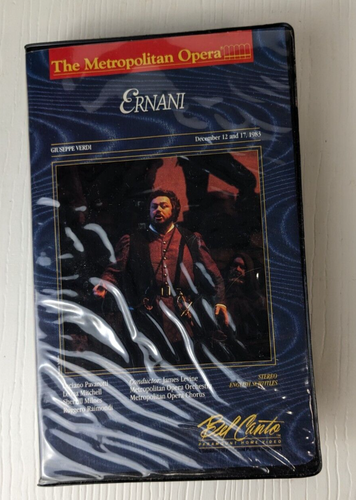 The Metropolitan Opera
ERNANI
GIUSEPPE VERDI
December 12 and 17, 1983
Luciano Pavarotti
Leona Mitchell
Sherrill Milnes
Ruggero Raimondi
Conductor: James Levine
Metropolitan Opera Orchestra
Metropolitan Opera Chorus
STEREO
ENGLISH SUBTITLES
Bel Canto
PARAMOUNT HOME VIDEO